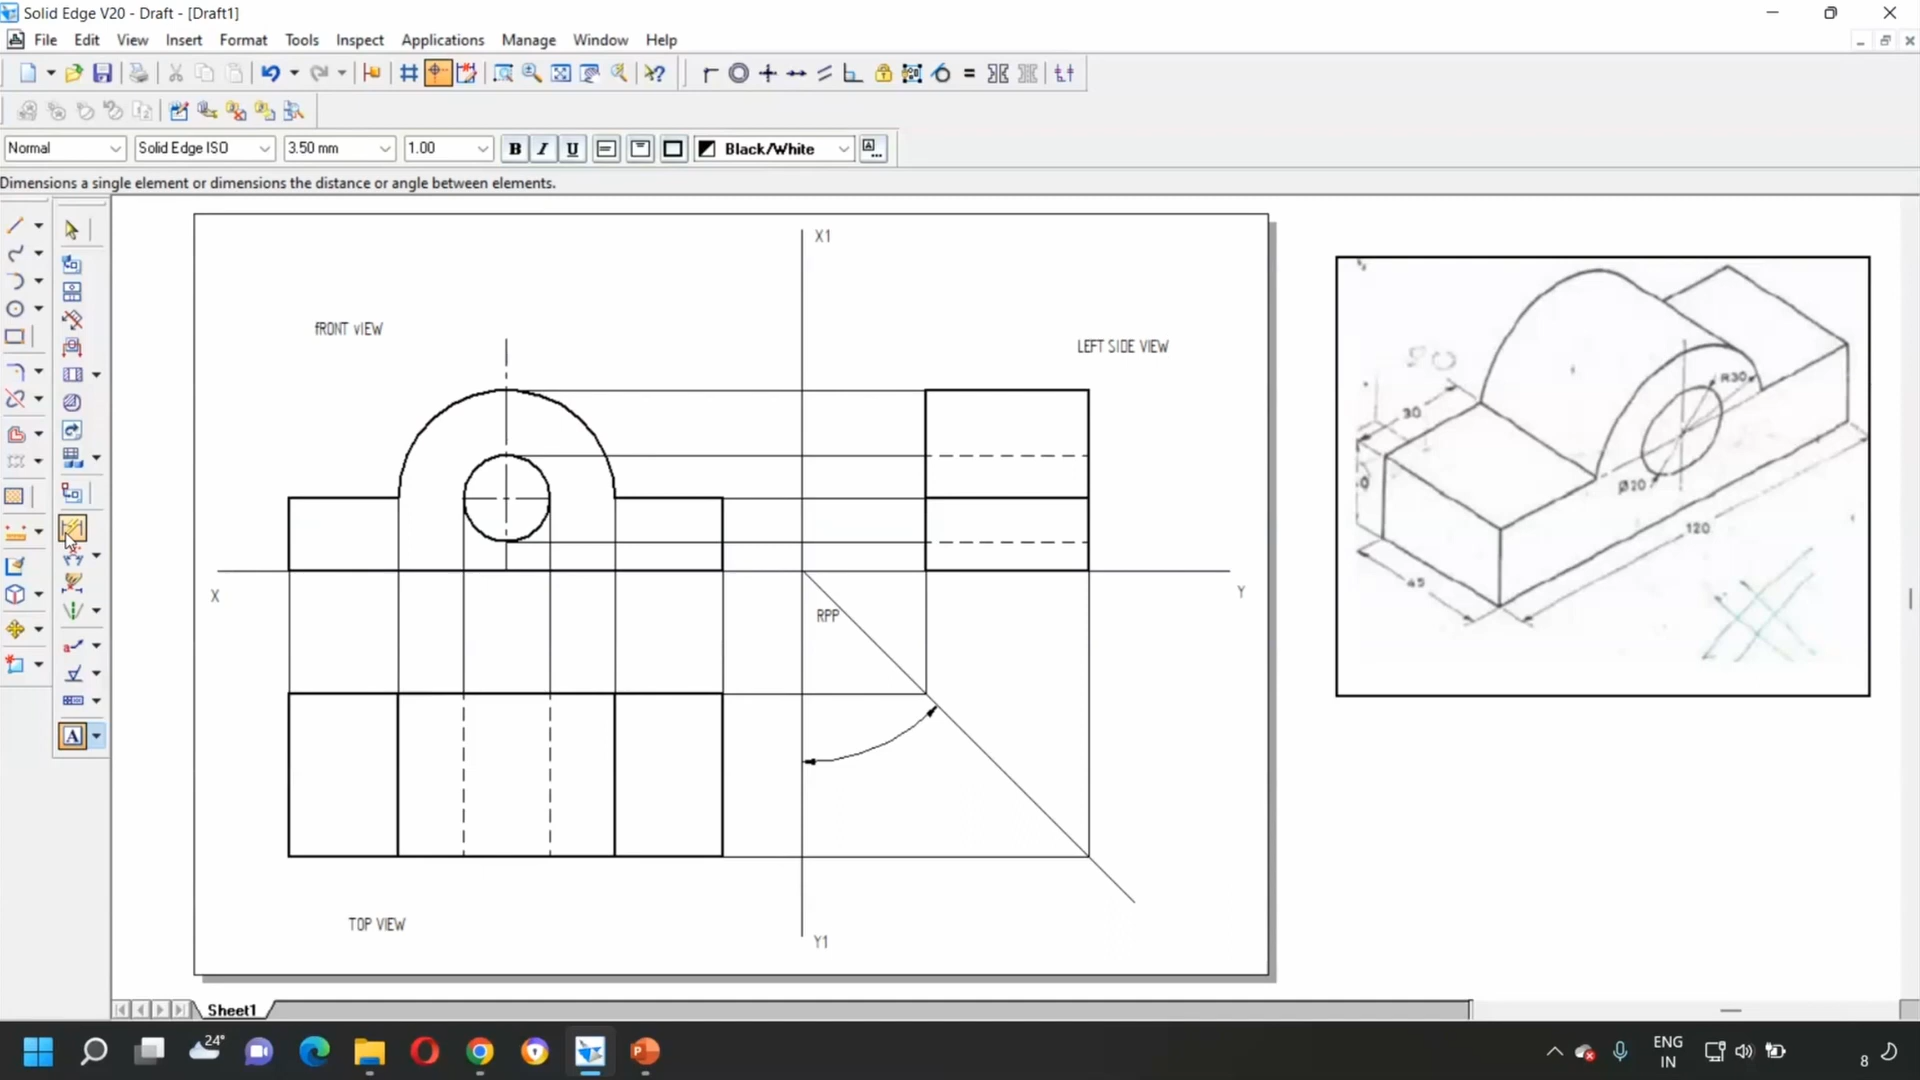 Solid Edge V20 - Draft - [Draft1]
File Edit View Insert Format Tools Inspect Applications Manage Window Help
Normal Solid Edge ISO 3.50 mm 1.00 B I U Black/White A...
Dimensions a single element or dimensions the distance or angle between elements.
X1
fRONT vIEW
LEFT SIDE VIEW
X
Y
RPP
TOP VIEW
Y1
R30
30
Ø20
120
45
A
Sheet1
24°
ENG
IN
8